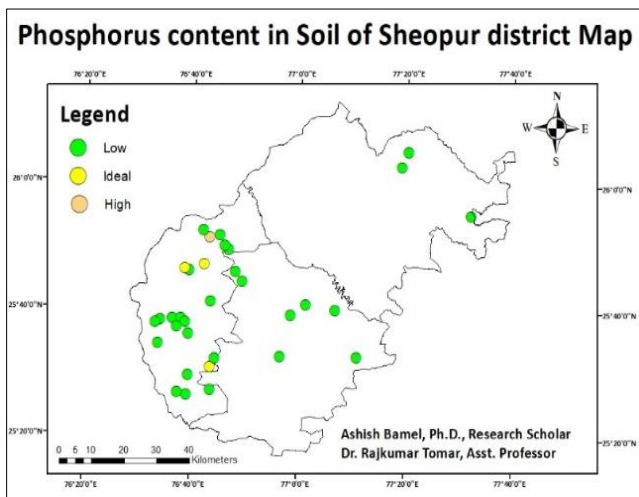 Phosphorus content in Soil of Sheopur district Map
76°20'0"E 76°40'0"E 77°0'0"E 77°20'0"E 77°40'0"E
Legend
Low
Ideal
High
N
W E
S
26°0'0"N 26°0'0"N
25°40'0"N 25°40'0"N
25°20'0"N 25°20'0"N
Ashish Bamel, Ph.D., Research Scholar
Dr. Rajkumar Tomar, Asst. Professor
0 5 10 20 30 40
Kilometers
76°20'0"E 76°40'0"E 77°0'0"E 77°20'0"E 77°40'0"E